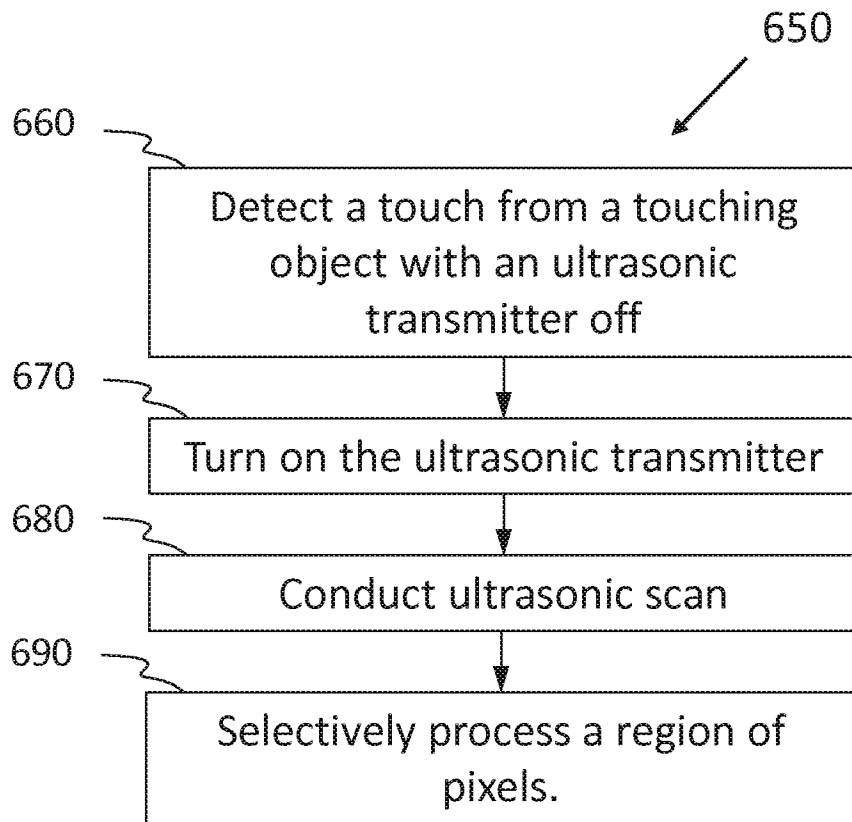 650
660
Detect a touch from a touching
object with an ultrasonic
transmitter off
670
Turn on the ultrasonic transmitter
680
Conduct ultrasonic scan
690
Selectively process a region of
pixels.